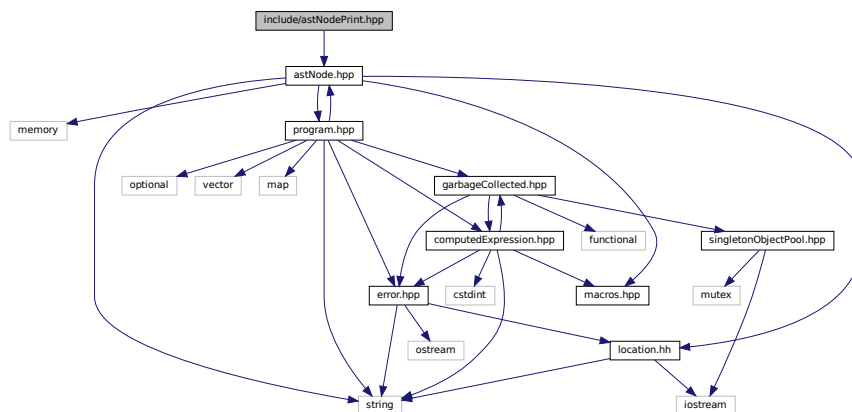 include/astNodePrint.hpp
astNode.hpp
memory
program.hpp
optional
vector
map
garbageCollected.hpp
computedExpression.hpp
functional
singletonObjectPool.hpp
error.hpp
cstdint
macros.hpp
mutex
ostream
location.hh
string
iostream